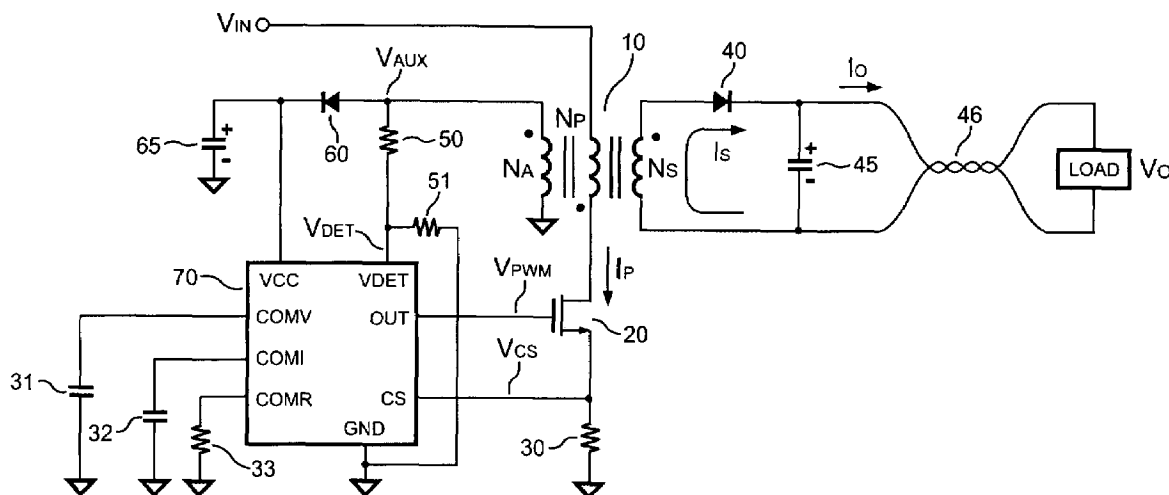 VIN
10
VAUX
40
IO
65
+
-
60
50
NP
NA
NS
IS
+
-
45
46
LOAD
VO
51
VDET
70
VCC
VDET
VPWM
IP
COMV
OUT
20
COMI
VCS
31
COMR
CS
32
GND
30
33